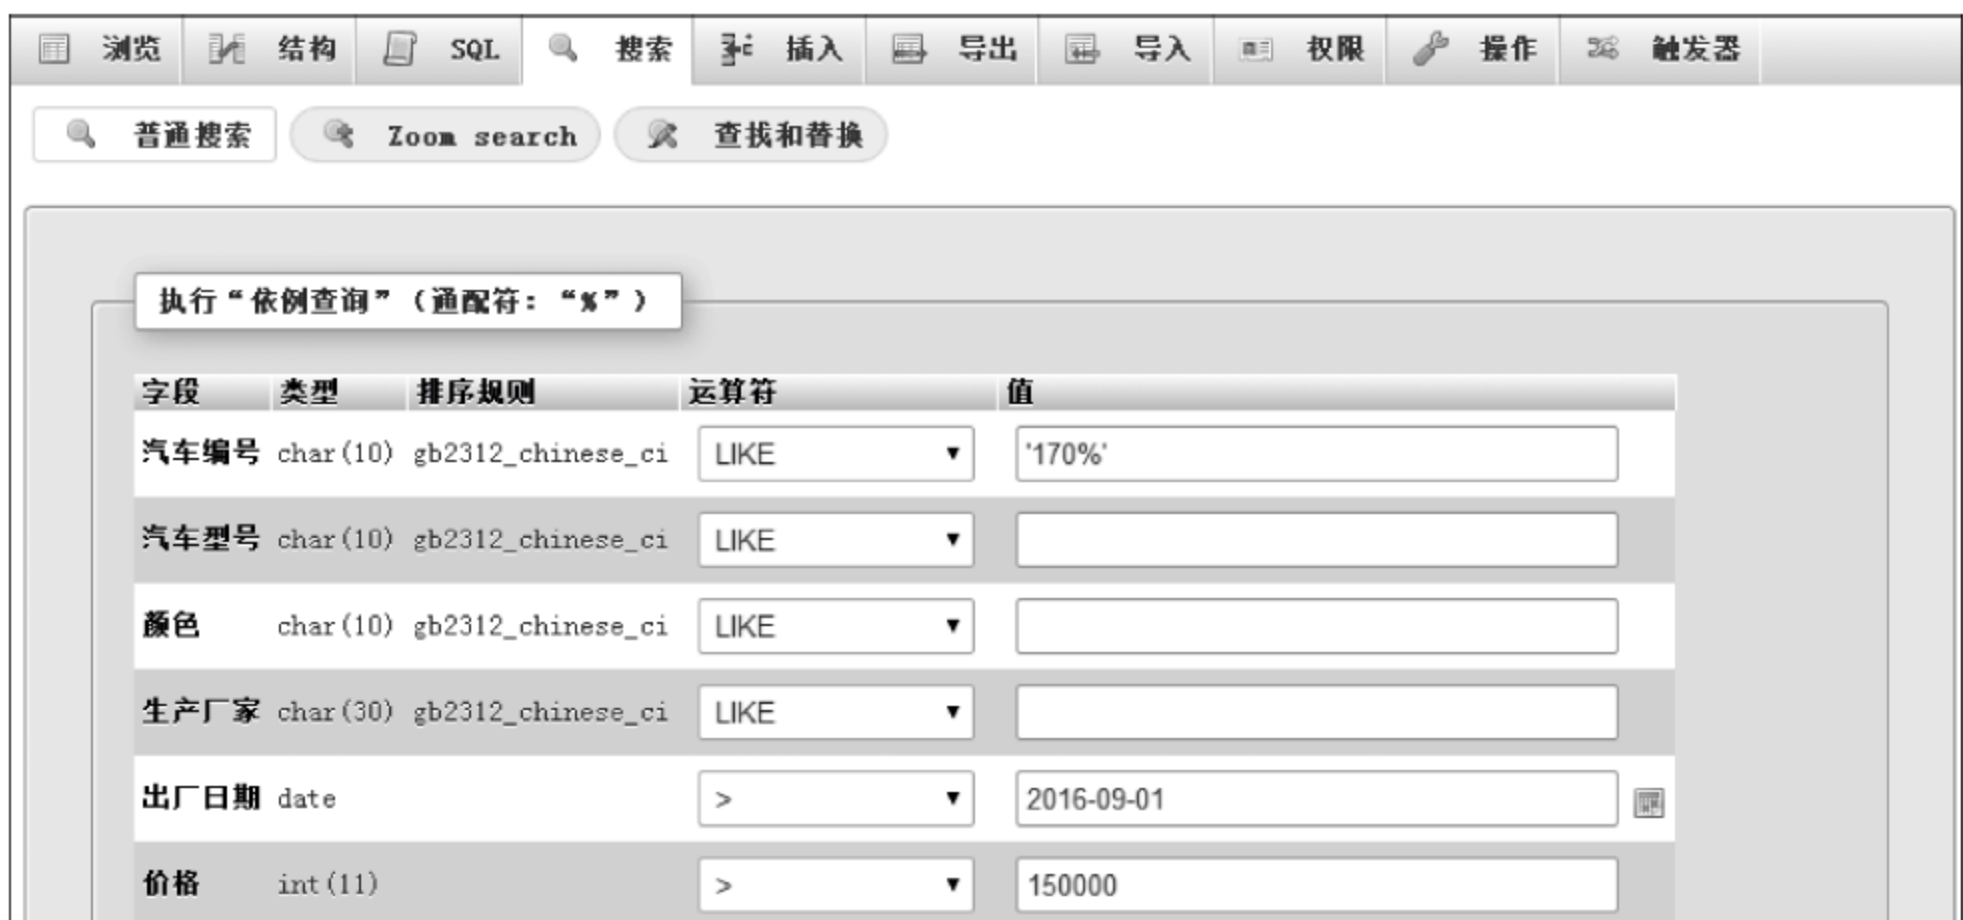 浏览 结构 SQL 搜索 插入 导出 导入 权限 操作 触发器
普通搜索 Zoom search 查找和替换
执行“依例查询”（通配符：“%”）
字段 类型 排序规则 运算符 值
汽车编号 char(10) gb2312_chinese_ci LIKE '170%'
汽车型号 char(10) gb2312_chinese_ci LIKE
颜色 char(10) gb2312_chinese_ci LIKE
生产厂家 char(30) gb2312_chinese_ci LIKE
出厂日期 date > 2016-09-01
价格 int(11) > 150000